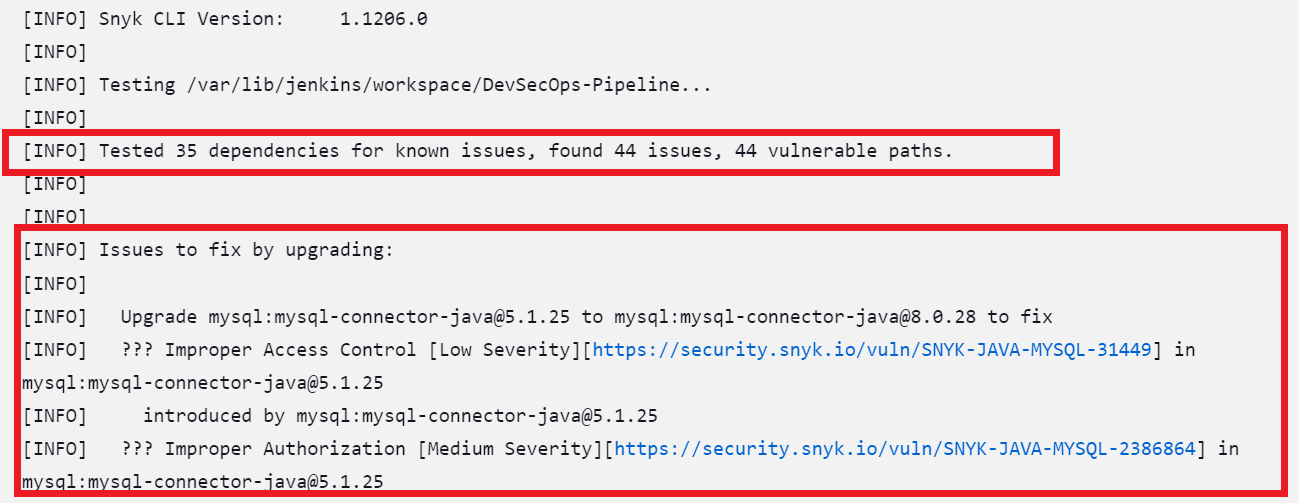 [INFO] Snyk CLI Version:     1.1206.0
[INFO]
[INFO] Testing /var/lib/jenkins/workspace/DevSecOps-Pipeline...
[INFO]
[INFO] Tested 35 dependencies for known issues, found 44 issues, 44 vulnerable paths.
[INFO]
[INFO]
[INFO] Issues to fix by upgrading:
[INFO]
[INFO]   Upgrade mysql:mysql-connector-java@5.1.25 to mysql:mysql-connector-java@8.0.28 to fix
[INFO]   ??? Improper Access Control [Low Severity][https://security.snyk.io/vuln/SNYK-JAVA-MYSQL-31449] in
mysql:mysql-connector-java@5.1.25
[INFO]     introduced by mysql:mysql-connector-java@5.1.25
[INFO]   ??? Improper Authorization [Medium Severity][https://security.snyk.io/vuln/SNYK-JAVA-MYSQL-2386864] in
mysql:mysql-connector-java@5.1.25